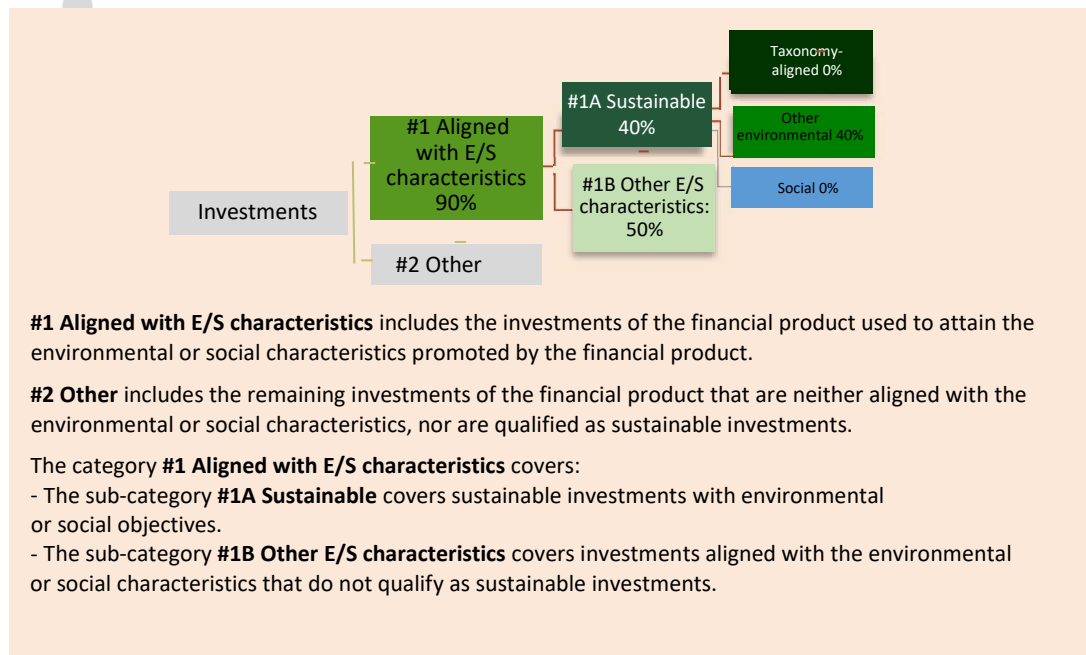 Taxonomy-
aligned 0%
#1A Sustainable
40%
#1 Aligned
with E/S
characteristics
90%
Other
environmental 40%
#1B Other E/S
characteristics:
50%
Social 0%
Investments
#2 Other
#1 Aligned with E/S characteristics includes the investments of the financial product used to attain the
environmental or social characteristics promoted by the financial product.
#2 Other includes the remaining investments of the financial product that are neither aligned with the
environmental or social characteristics, nor are qualified as sustainable investments.
The category #1 Aligned with E/S characteristics covers:
- The sub-category #1A Sustainable covers sustainable investments with environmental
or social objectives.
- The sub-category #1B Other E/S characteristics covers investments aligned with the environmental
or social characteristics that do not qualify as sustainable investments.